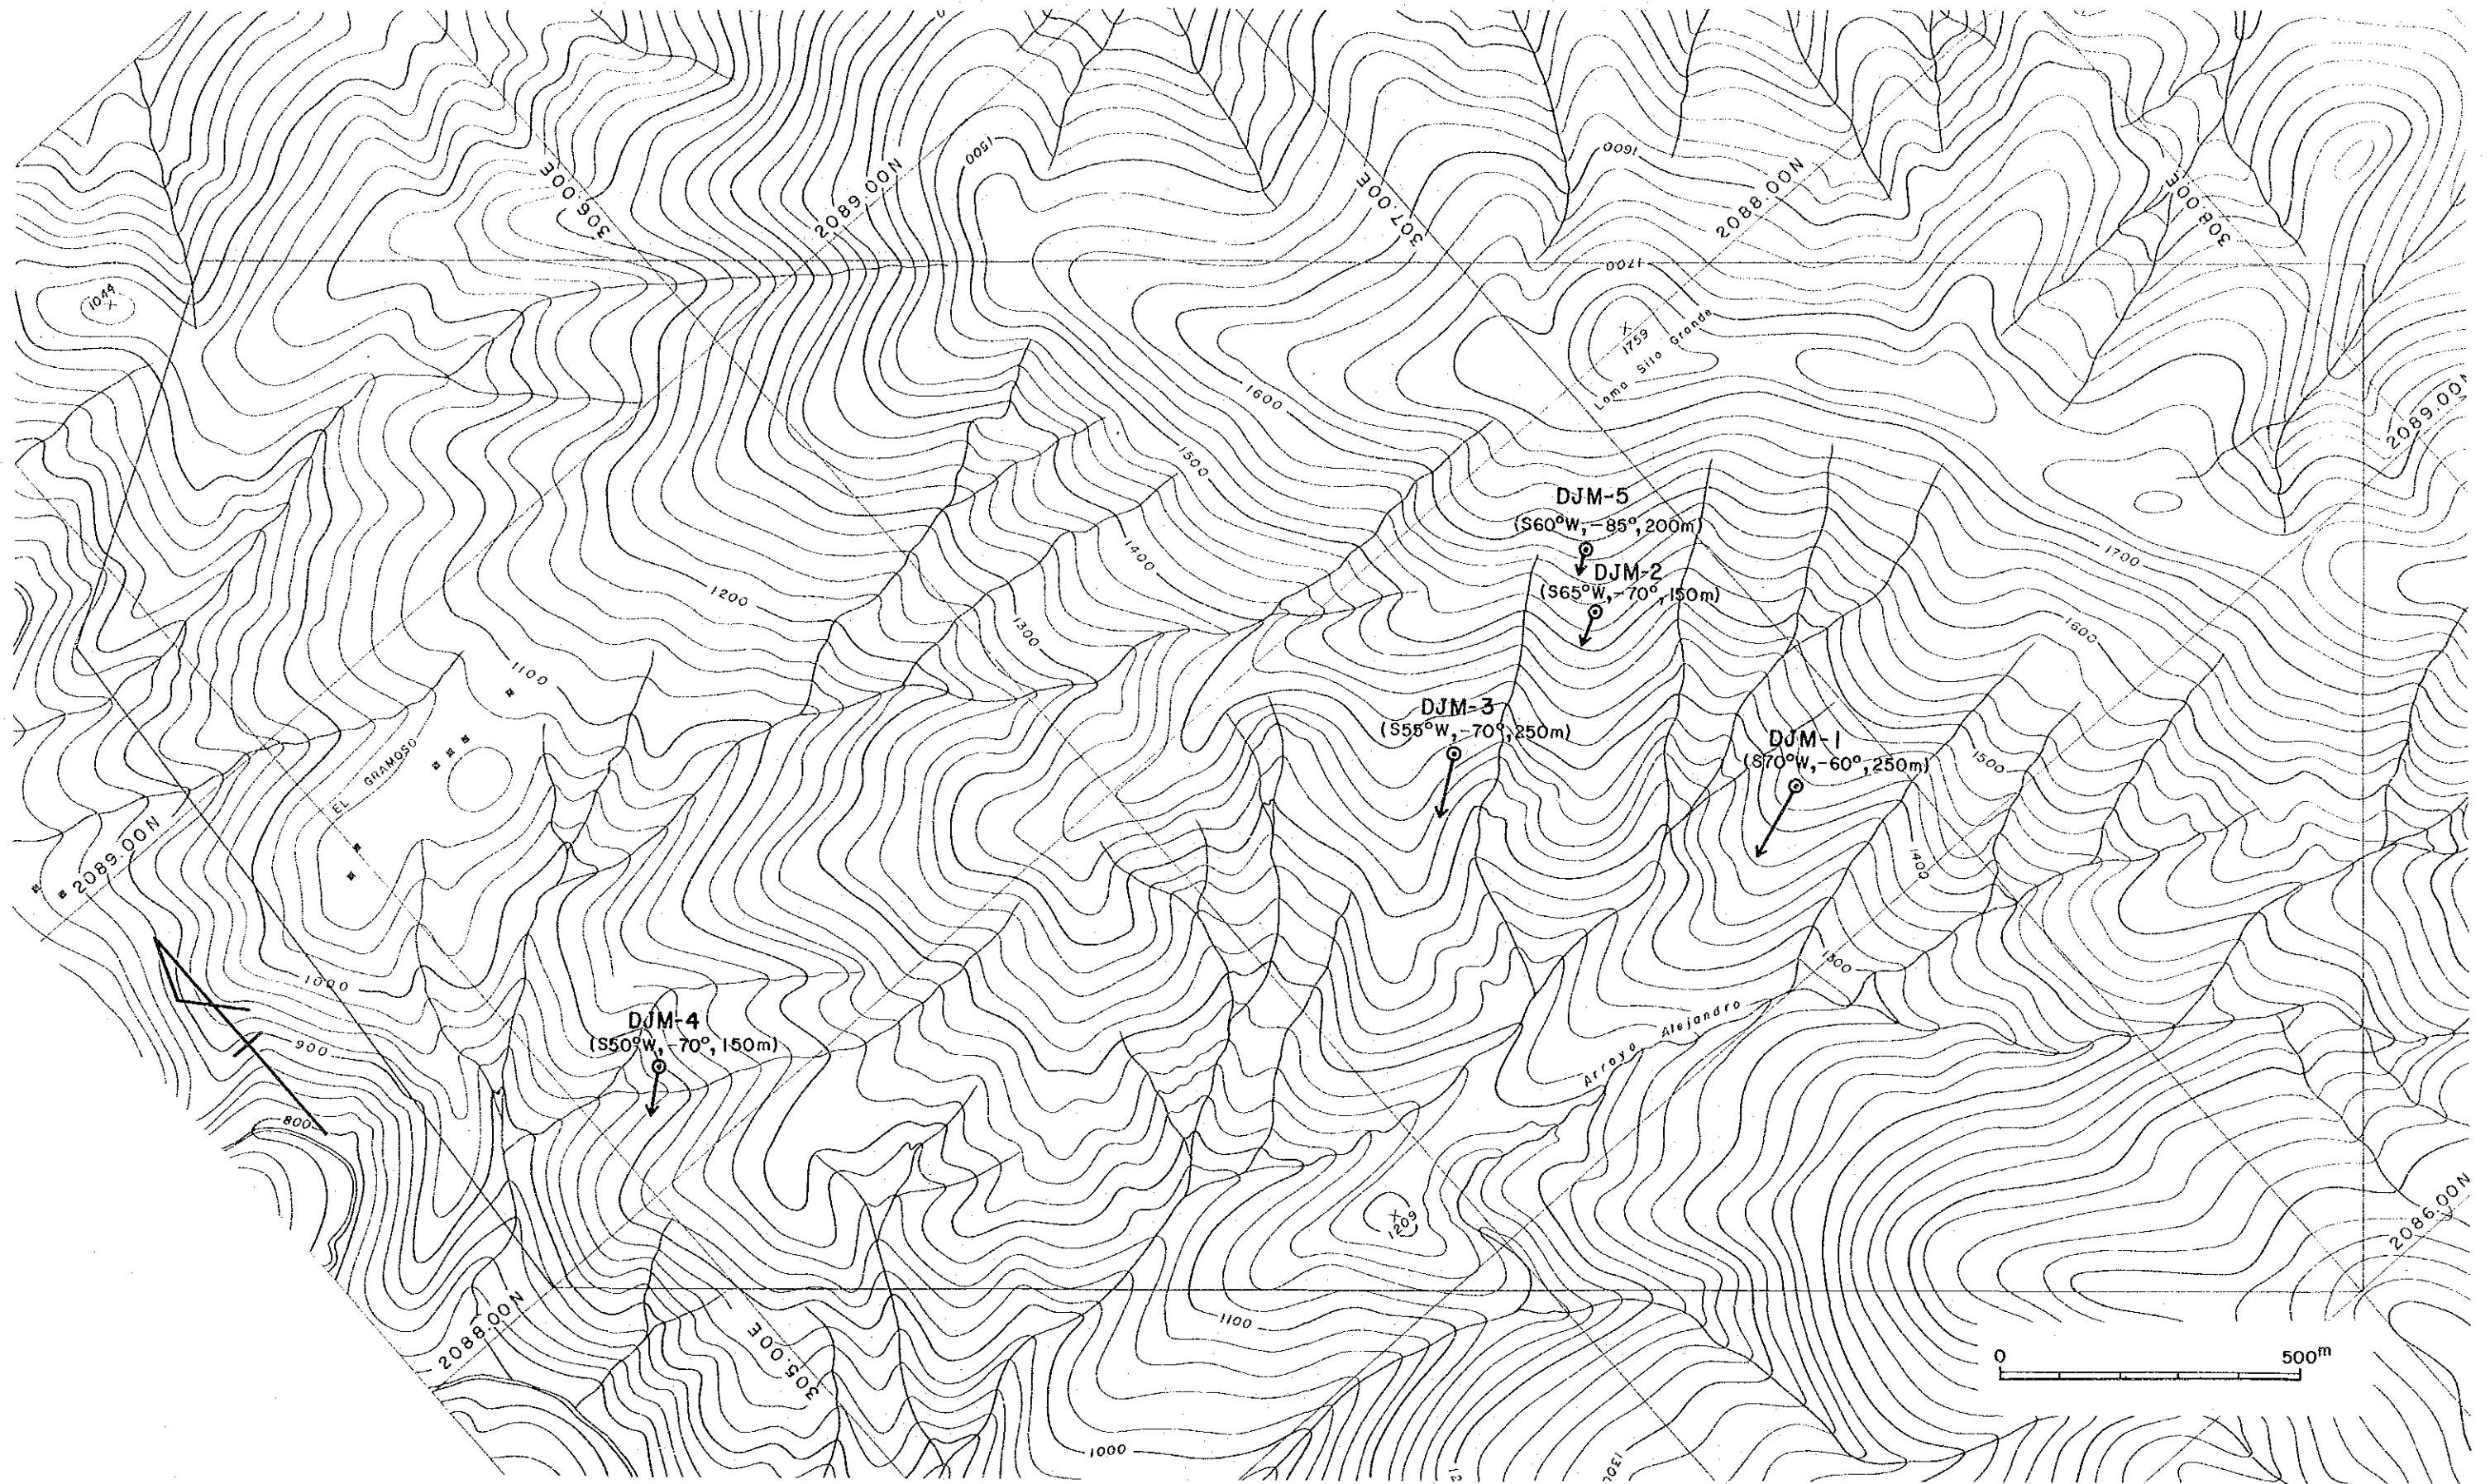 306.00E
2089.00N
1500
307.00E
1600
2088.00N
308.00E
1700
1044
1759
Loma Silo Grande
1600
2089.00N
1500
DJM-5
(S60°W,-85°,200m)
1400
1700
DJM-2
(S65°W,-70°,150m)
1200
1300
1600
1100
DJM-3
(S55°W,-70°,250m)
DJM-1
(S70°W,-60°,250m)
1500
EL GRAMOSO
2089.00N
1400
1300
1000
Arroyo Alejandro
900
DJM-4
(S50°W,-70°,150m)
800
1209
2086.00N
2088.00N
305.00E
1100
0 500m
1000